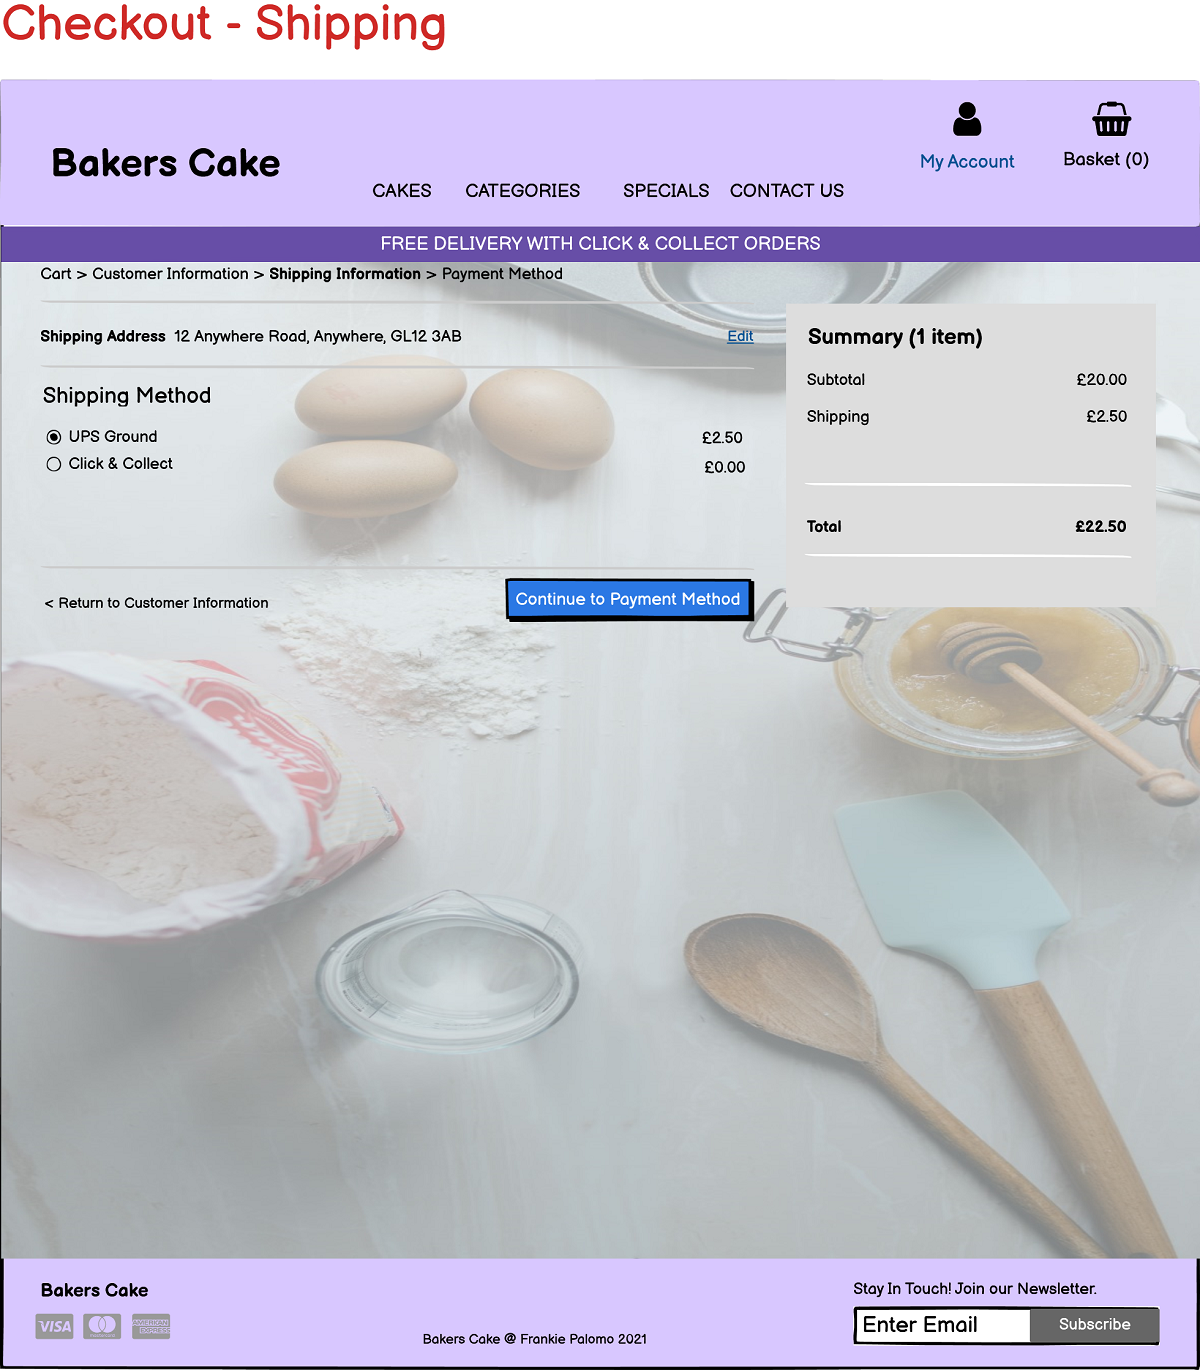 Checkout - Shipping
Bakers Cake
CAKES CATEGORIES SPECIALS CONTACT US
My Account
Basket (0)
FREE DELIVERY WITH CLICK & COLLECT ORDERS
Cart > Customer Information > Shipping Information > Payment Method
Shipping Address 12 Anywhere Road, Anywhere, GL12 3AB Edit
Shipping Method
UPS Ground £2.50
Click & Collect £0.00
< Return to Customer Information
Continue to Payment Method
Summary (1 item)
Subtotal £20.00
Shipping £2.50
Total £22.50
Bakers Cake
VISA
AMERICAN
EXPRESS
Bakers Cake @ Frankie Palomo 2021
Stay In Touch! Join our Newsletter.
Enter Email Subscribe